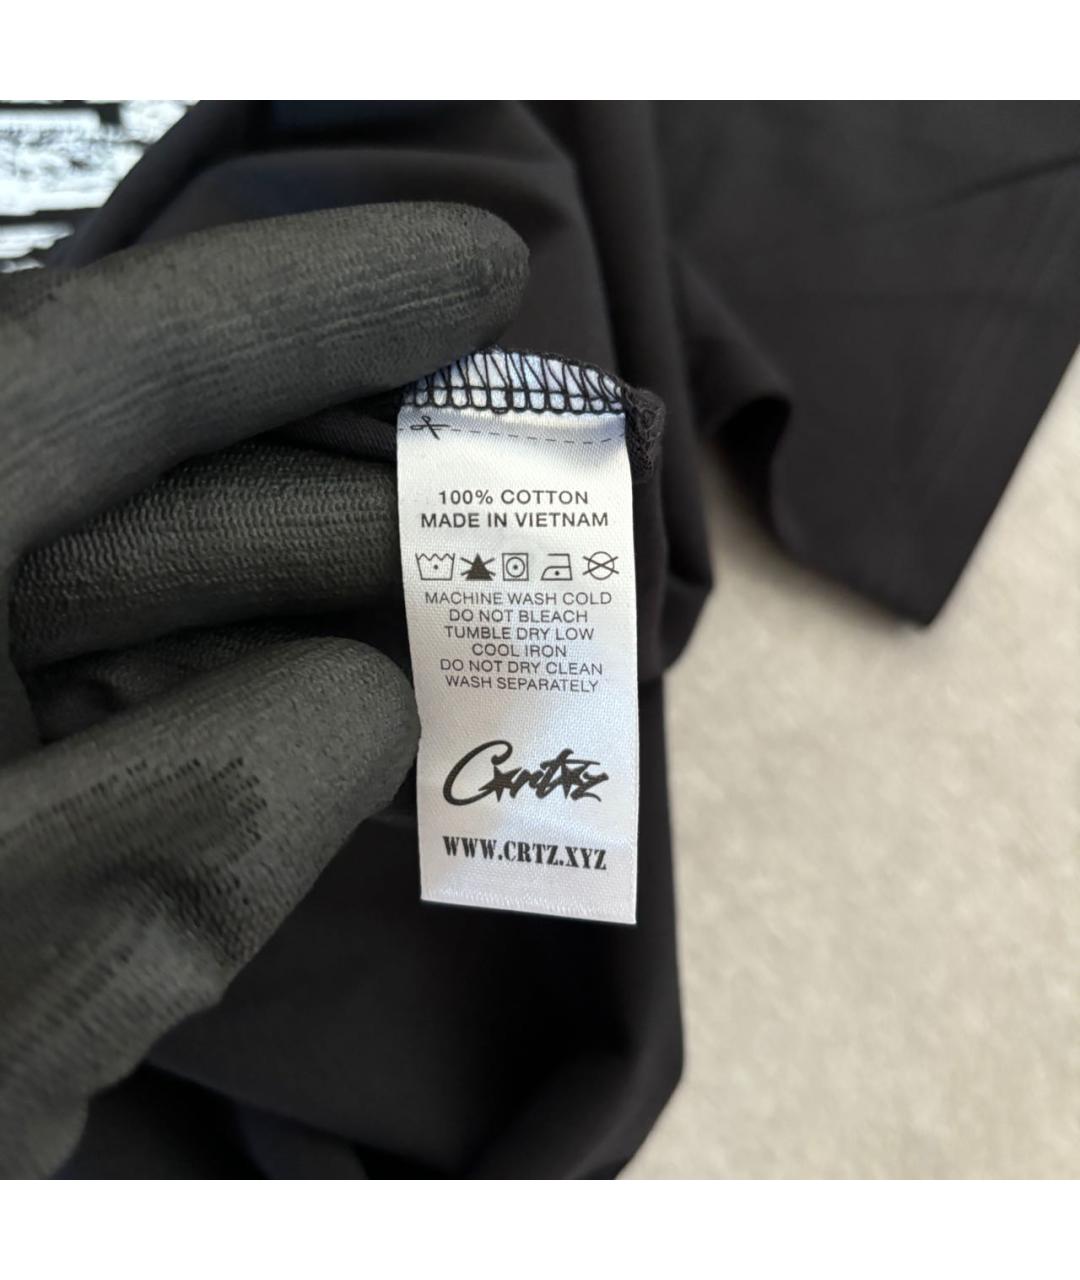 100% COTTON
MADE IN VIETNAM
MACHINE WASH COLD
DO NOT BLEACH
TUMBLE DRY LOW
COOL IRON
DO NOT DRY CLEAN
WASH SEPARATELY
Crtz
WWW.CRTZ.XYZ